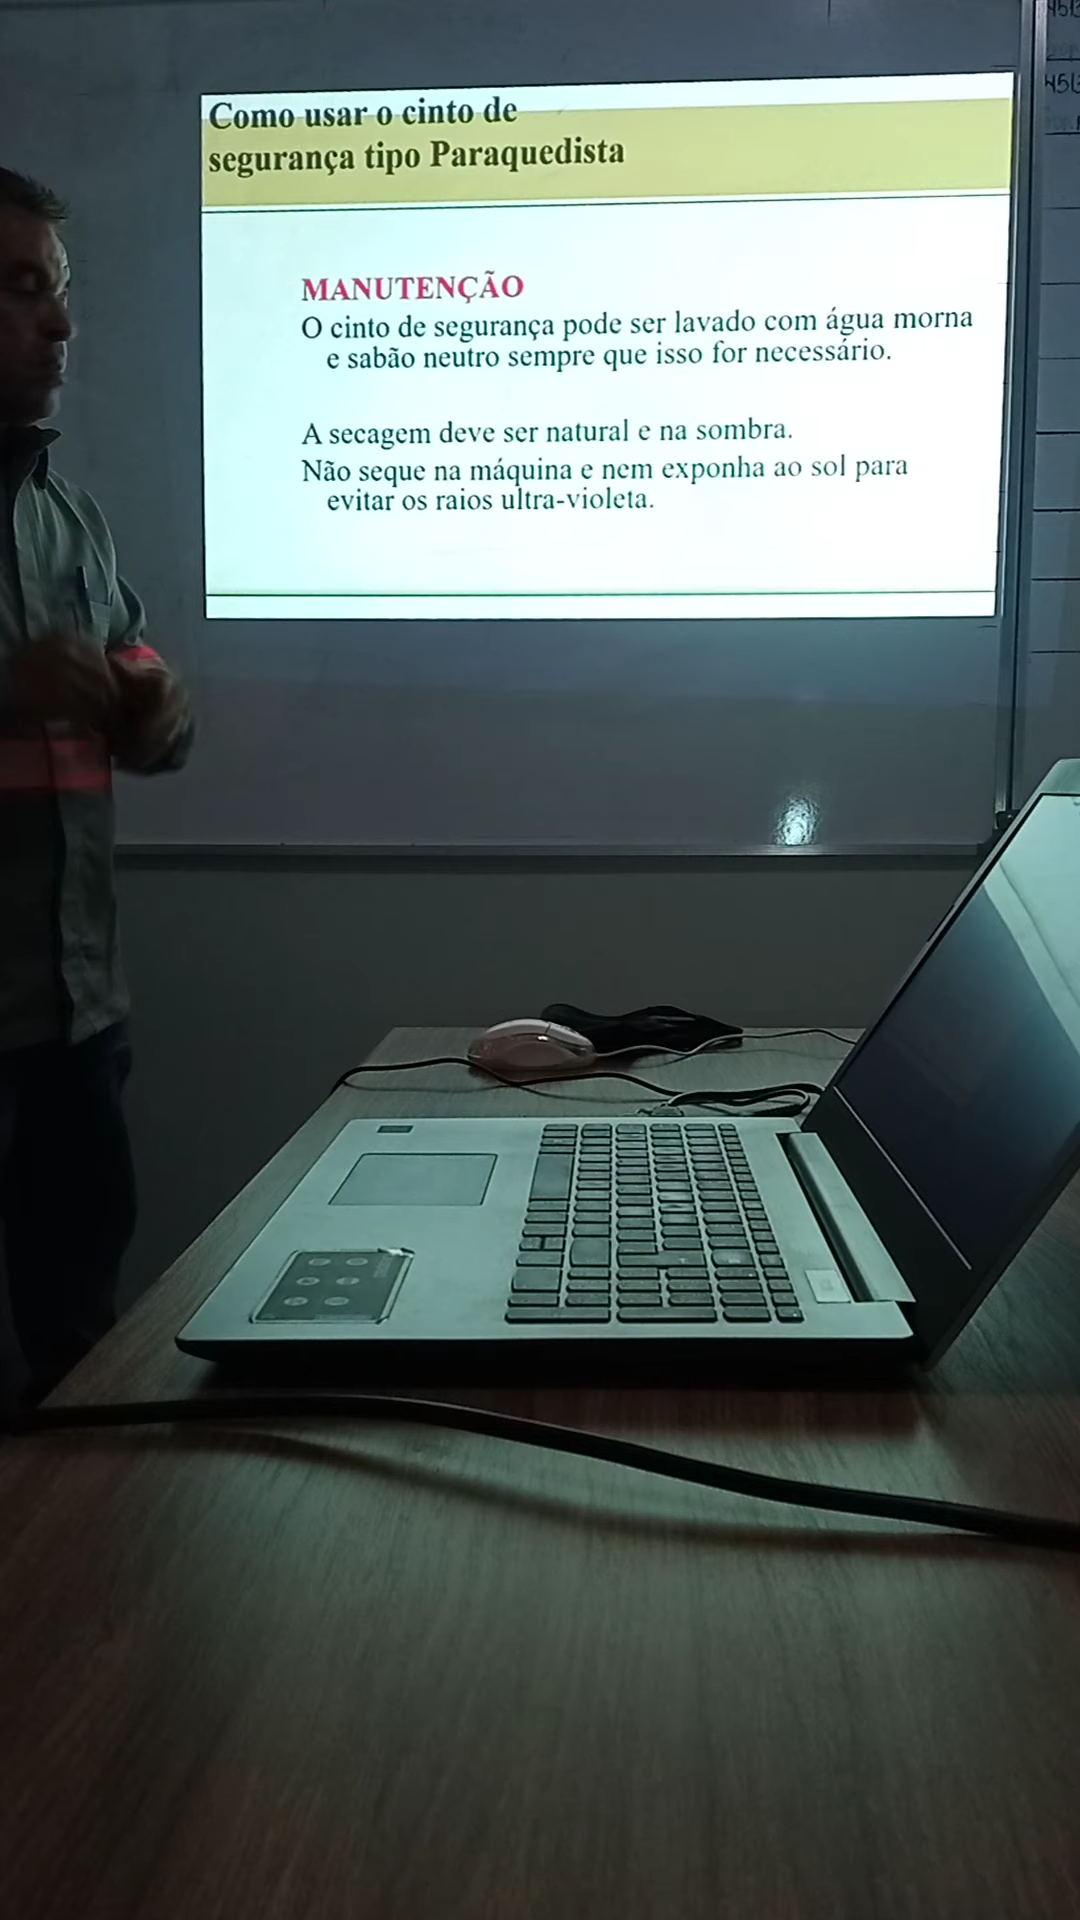 Como usar o cinto de
segurança tipo Paraquedista
MANUTENÇÃO
O cinto de segurança pode ser lavado com água morna
e sabão neutro sempre que isso for necessário.
A secagem deve ser natural e na sombra.
Não seque na máquina e nem exponha ao sol para
evitar os raios ultra-violeta.